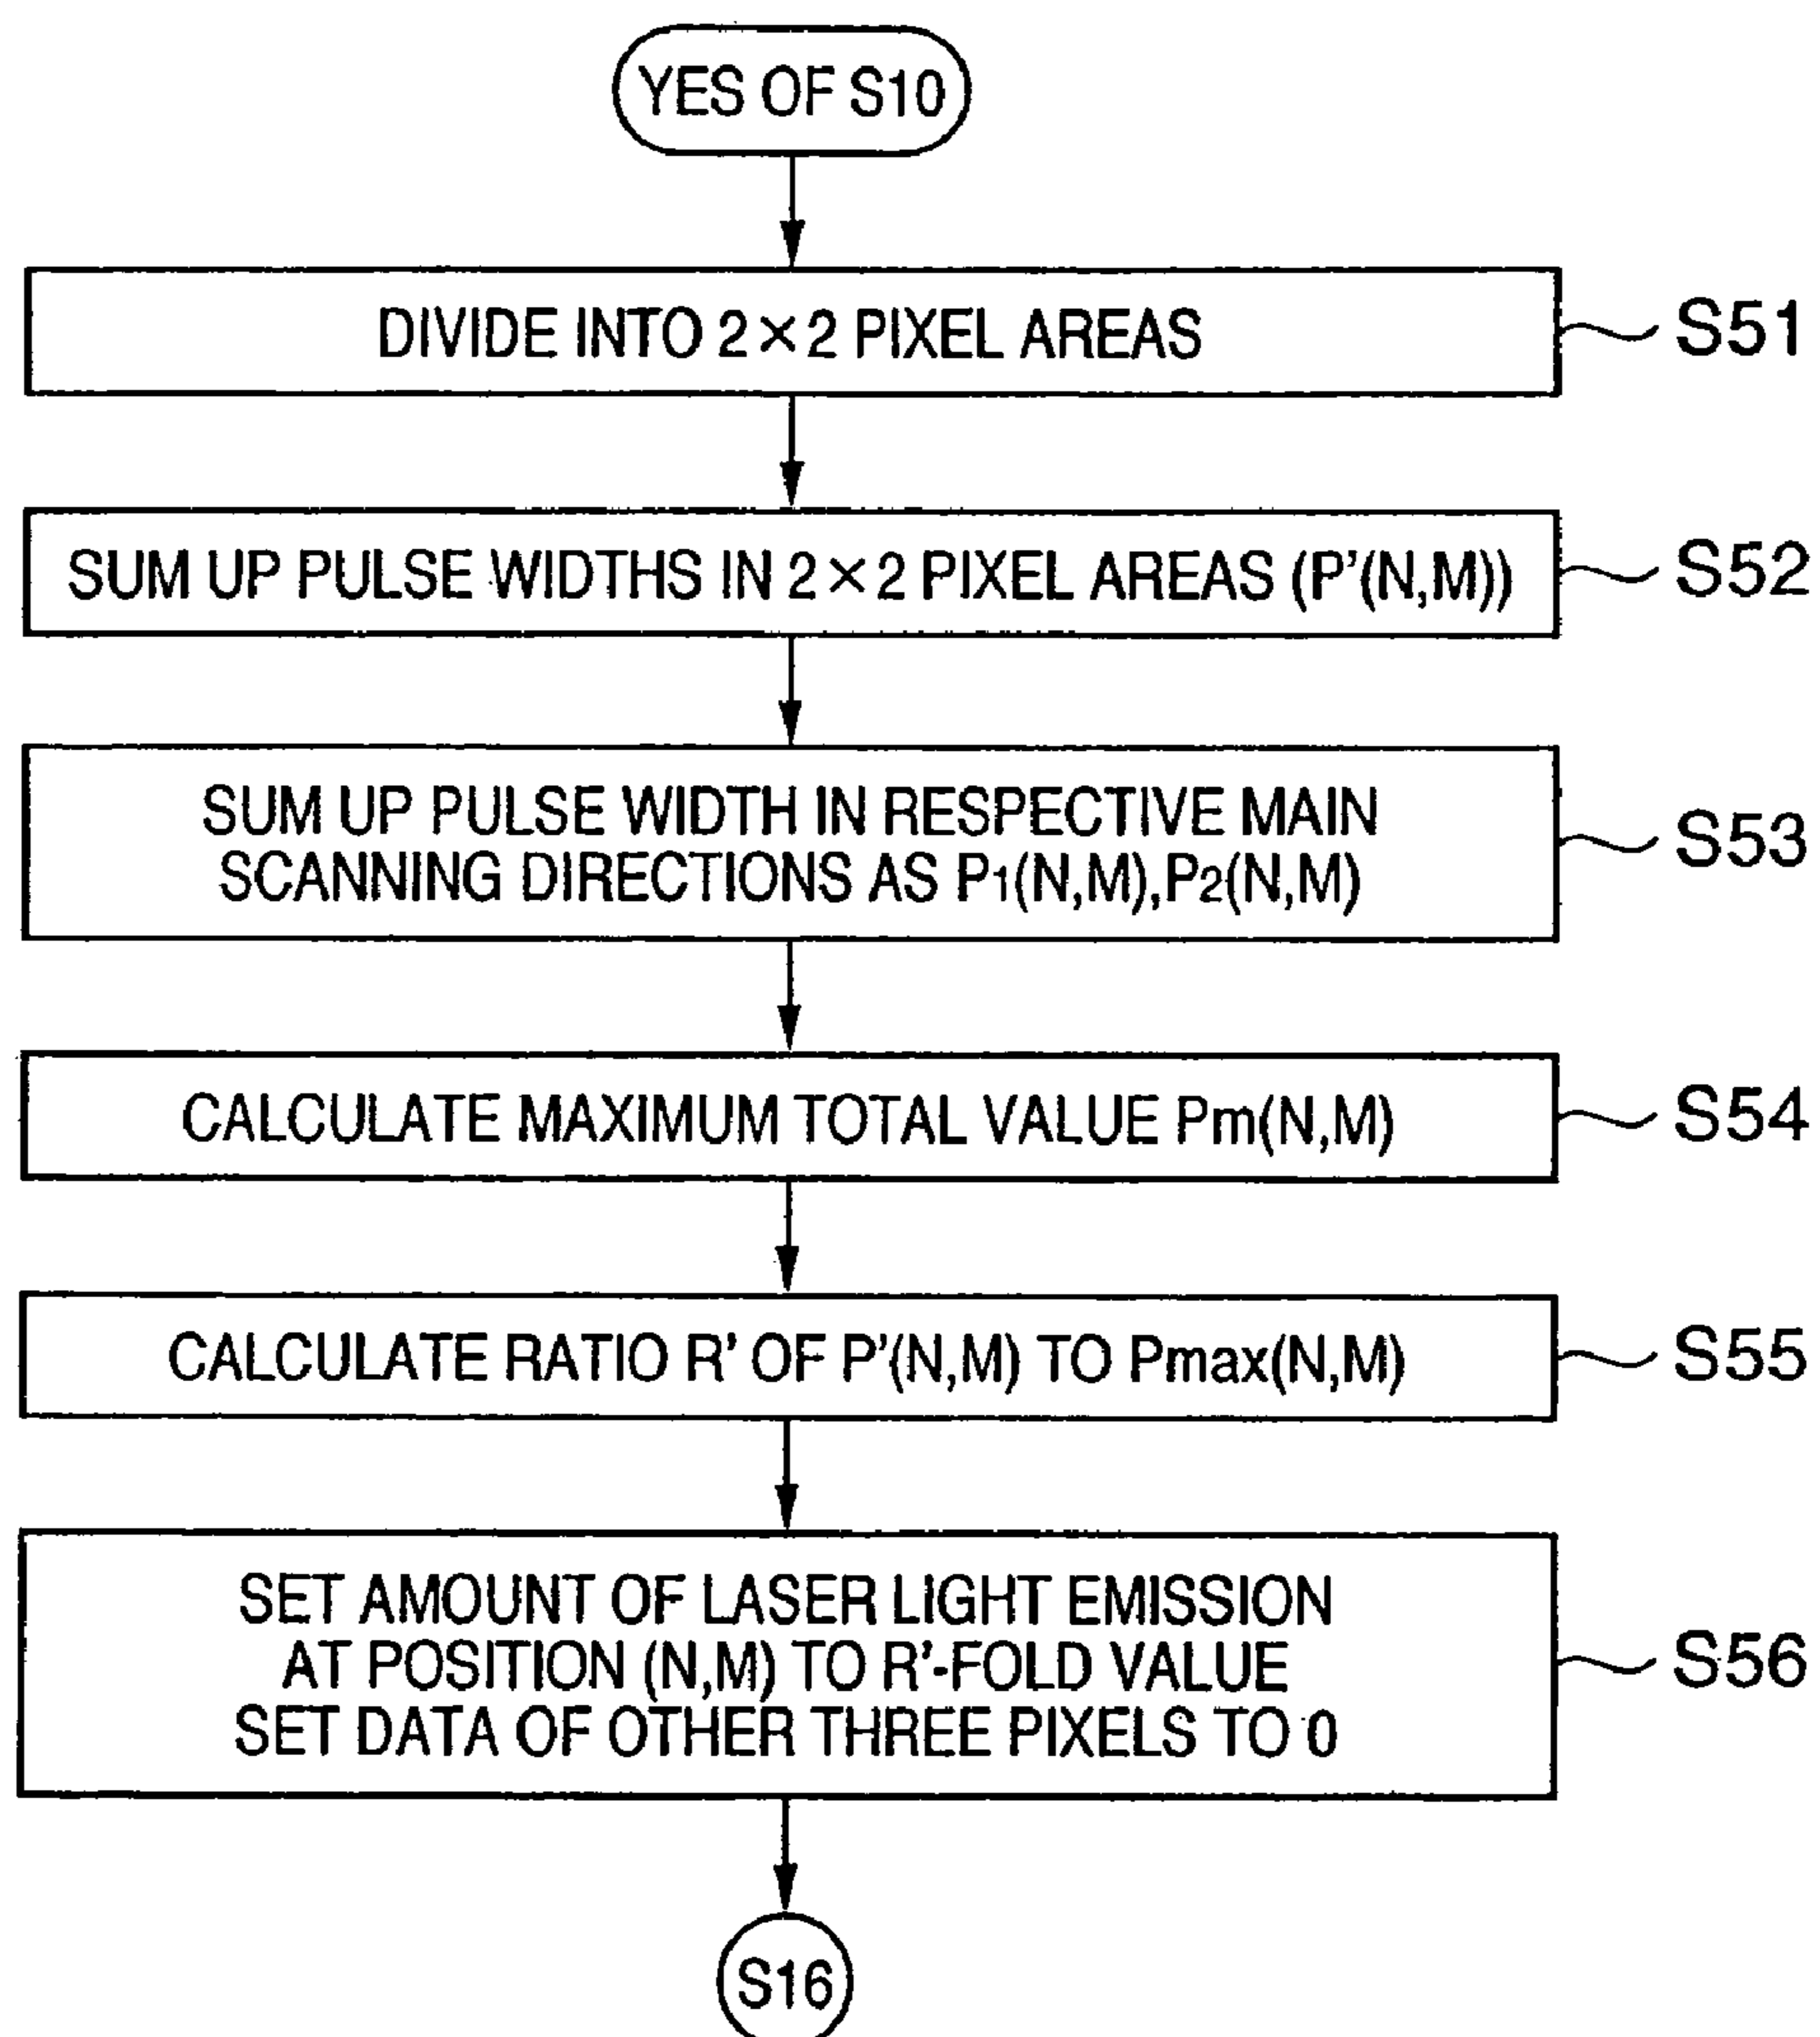 YES OF S10
DIVIDE INTO 2×2 PIXEL AREAS
S51
SUM UP PULSE WIDTHS IN 2×2 PIXEL AREAS (P'(N,M))
S52
SUM UP PULSE WIDTH IN RESPECTIVE MAIN
SCANNING DIRECTIONS AS P1(N,M),P2(N,M)
S53
CALCULATE MAXIMUM TOTAL VALUE Pm(N,M)
S54
CALCULATE RATIO R' OF P'(N,M) TO Pmax(N,M)
S55
SET AMOUNT OF LASER LIGHT EMISSION
AT POSITION (N,M) TO R'-FOLD VALUE
SET DATA OF OTHER THREE PIXELS TO 0
S56
S16